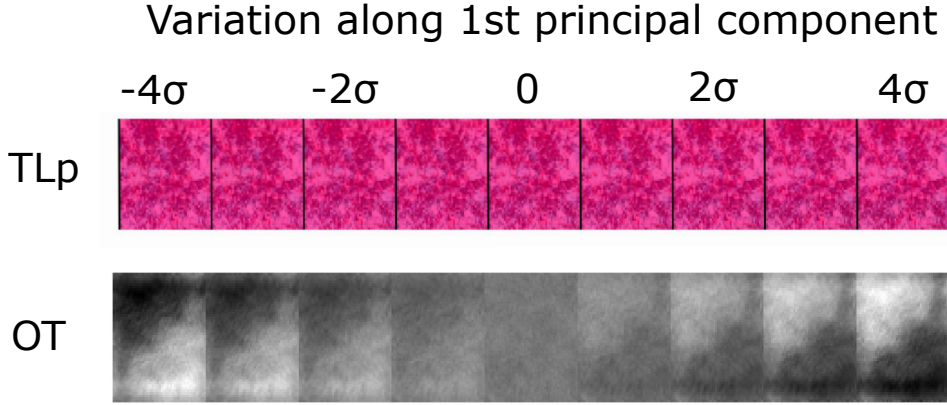 Variation along 1st principal component
-4σ -2σ 0 2σ 4σ
TLp
OT